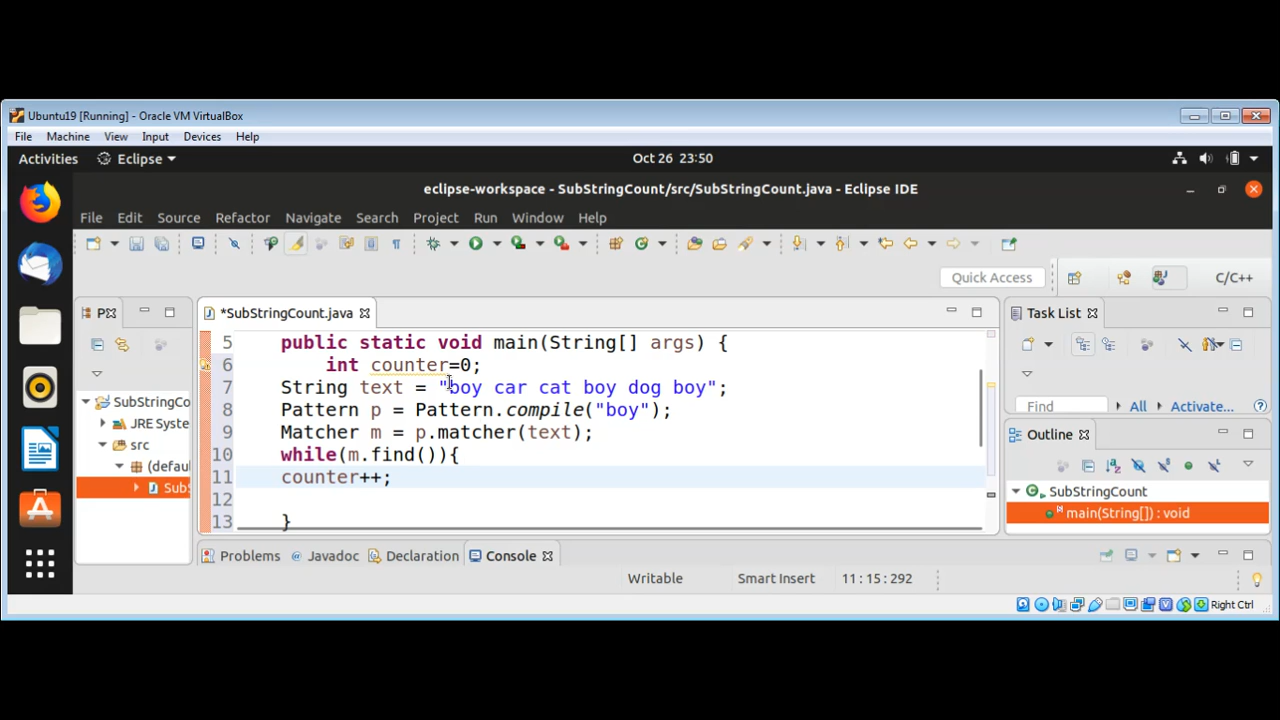 Ubuntu19 [Running] - Oracle VM VirtualBox
File Machine View Input Devices Help
Activities Eclipse Oct 26 23:50
eclipse-workspace - SubStringCount/src/SubStringCount.java - Eclipse IDE
File Edit Source Refactor Navigate Search Project Run Window Help
Quick Access C/C++
P *SubStringCount.java Task List
5 public static void main(String[] args) {
6 int counter=0;
7 String text = "boy car cat boy dog boy";
8 Pattern p = Pattern.compile("boy");
9 Matcher m = p.matcher(text);
10 while(m.find()){
11 counter++;
12
13 }
SubStringCo
JRE Syste
src
(defau
SubS
Find All Activate...
Outline
SubStringCount
main(String[]) : void
Problems @ Javadoc Declaration Console
Writable Smart Insert 11 : 15 : 292
Right Ctrl